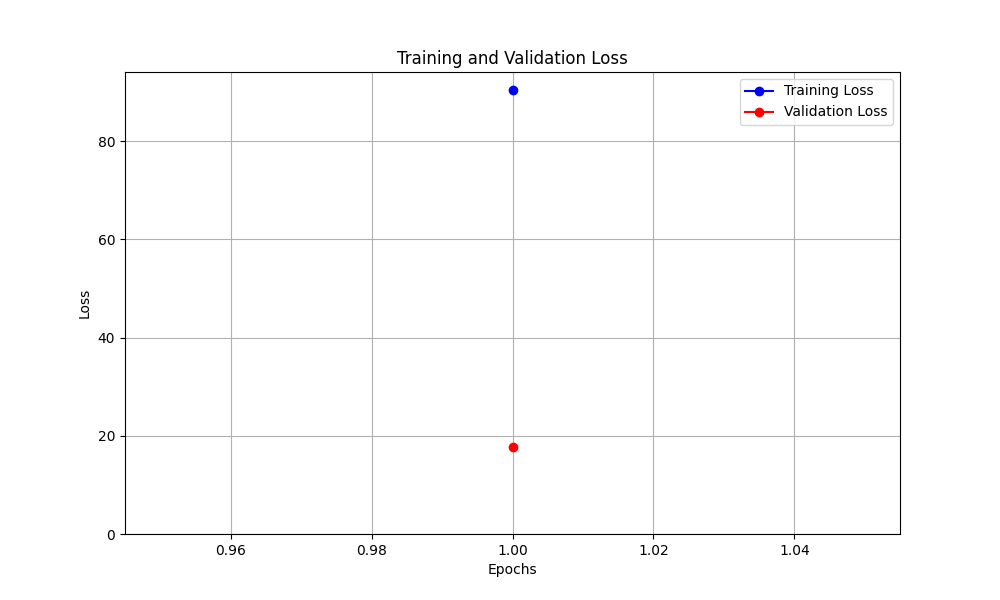 Training and Validation Loss
Training Loss
Validation Loss
80
60
40
20
0
Loss
0.96 0.98 1.00 1.02 1.04
Epochs